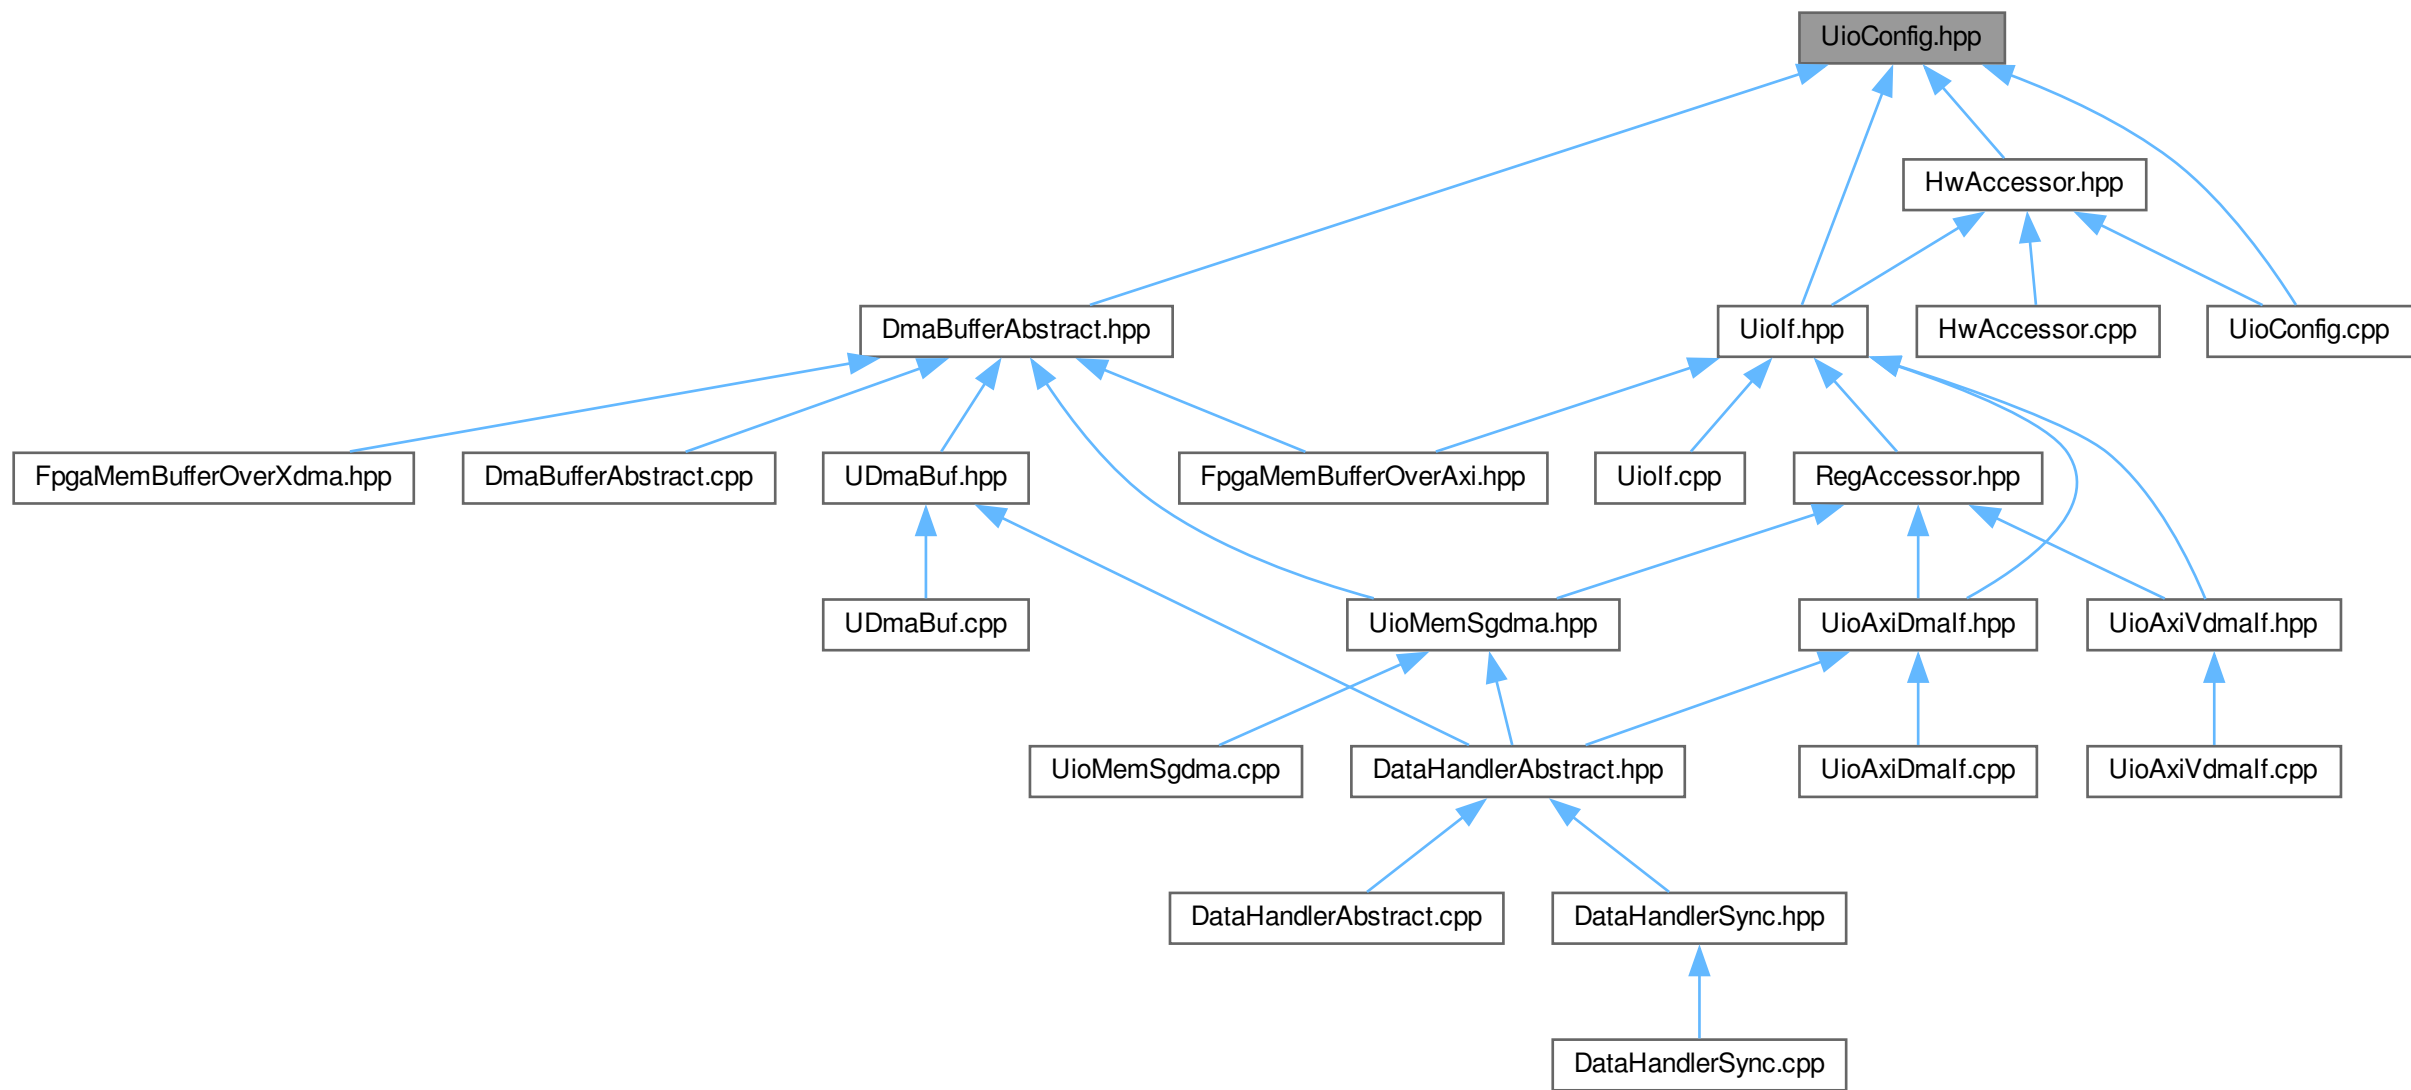 UioConfig.hpp
HwAccessor.hpp
DmaBufferAbstract.hpp
UioIf.hpp
HwAccessor.cpp
UioConfig.cpp
FpgaMemBufferOverXdma.hpp
DmaBufferAbstract.cpp
UDmaBuf.hpp
FpgaMemBufferOverAxi.hpp
UioIf.cpp
RegAccessor.hpp
UDmaBuf.cpp
UioMemSgdma.hpp
UioAxiDmaIf.hpp
UioAxiVdmaIf.hpp
UioMemSgdma.cpp
DataHandlerAbstract.hpp
UioAxiDmaIf.cpp
UioAxiVdmaIf.cpp
DataHandlerAbstract.cpp
DataHandlerSync.hpp
DataHandlerSync.cpp